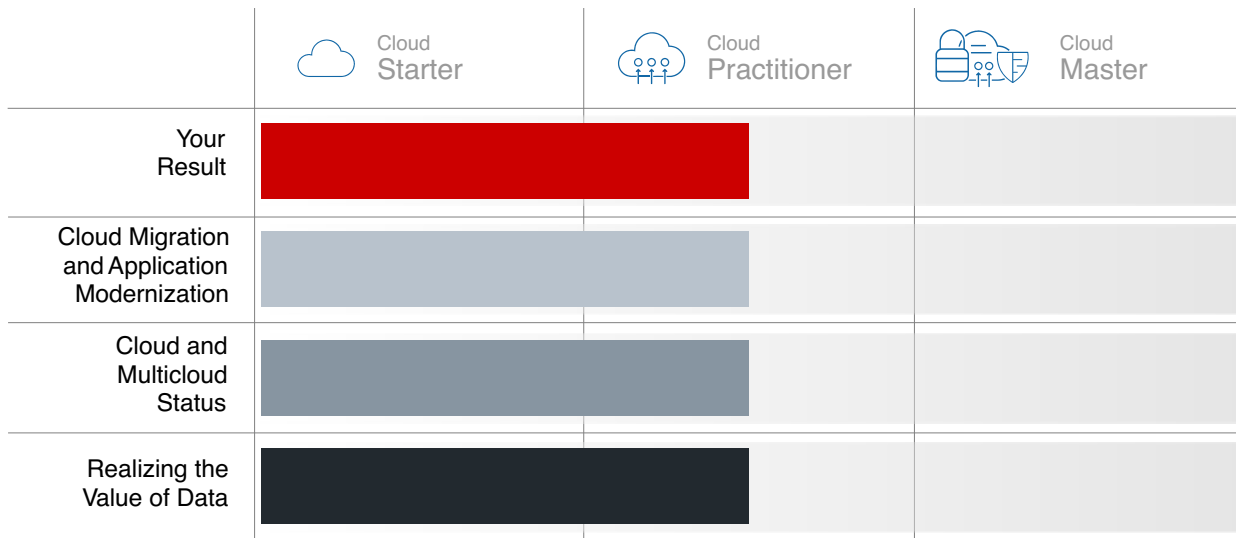 Cloud
Starter
Cloud
Practitioner
Cloud
Master
Your
Result
Cloud Migration
and Application
Modernization
Cloud and
Multicloud
Status
Realizing the
Value of Data